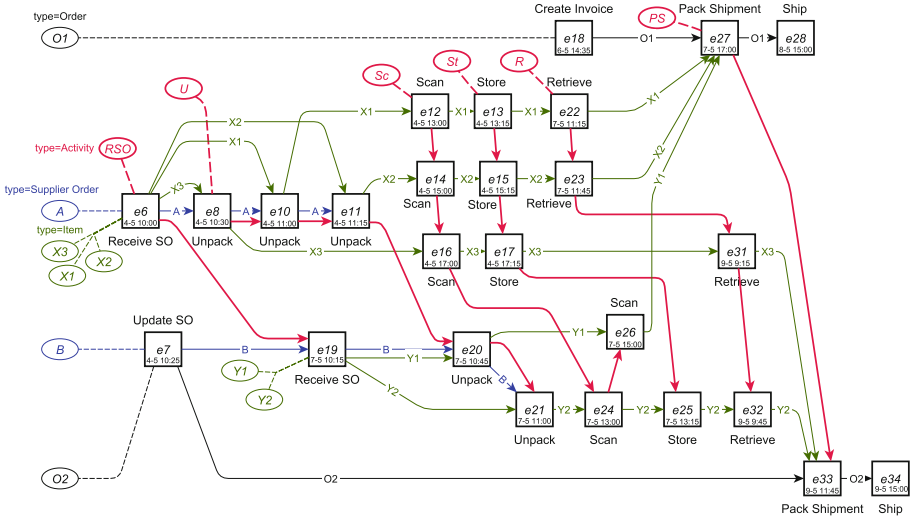 type=Order
Create Invoice
Pack Shipment
Ship
O1
e18
6-5 14:35
O1
PS
e27
7-5 17:00
O1
e28
8-5 15:00
Sc
St
R
Scan
Store
Retrieve
U
X1
e12
4-5 13:00
X1
e13
4-5 13:15
X1
e22
7-5 11:15
X1
X2
X1
type=Activity
RSO
X3
X2
e14
4-5 15:00
X2
e15
4-5 15:15
X2
e23
7-5 11:45
X2
Y1
Scan
Store
Retrieve
type=Supplier Order
A
e6
4-5 10:00
A
e8
4-5 10:30
A
e10
4-5 11:00
A
e11
4-5 11:15
type=Item
Receive SO
Unpack
Unpack
Unpack
X3
X2
X1
X3
e16
4-5 17:00
X3
e17
4-5 17:15
X3
e31
9-5 9:15
X3
Scan
Store
Retrieve
Update SO
Scan
B
e7
4-5 10:25
B
e19
7-5 10:15
B
Y1
e20
7-5 10:45
Y1
e26
7-5 15:00
Y1
Y2
Receive SO
Unpack
B
Y2
e21
7-5 11:00
Y2
e24
7-5 13:00
Y2
e25
7-5 13:15
Y2
e32
9-5 9:45
Y2
Unpack
Scan
Store
Retrieve
O2
O2
e33
9-5 11:45
O2
e34
9-5 15:00
Pack Shipment
Ship